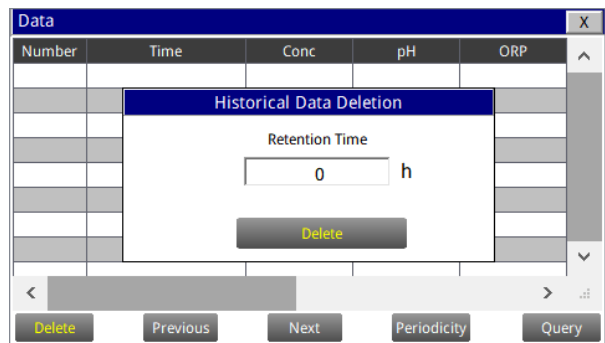 Data X
Number Time Conc pH ORP
Historical Data Deletion
Retention Time
0 h
Delete
Delete Previous Next Periodicity Query